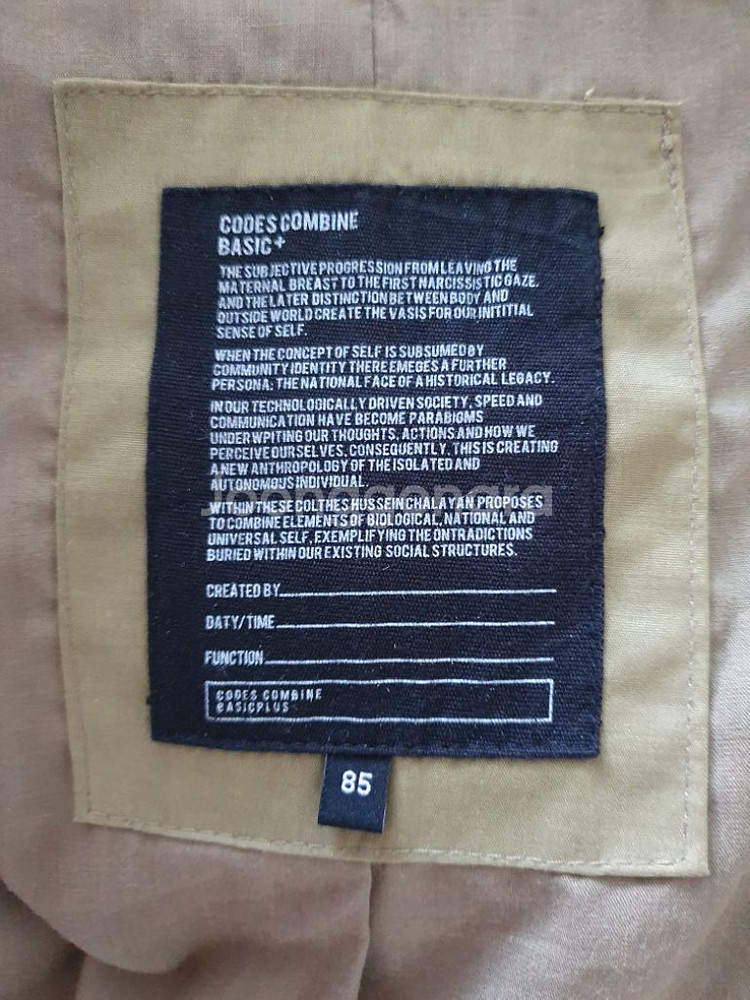 CODES COMBINE
BASIC+
THE SUBJECTIVE PROGRESSION FROM LEAVING THE
MATERNAL BREAST TO THE FIRST NARCISSISTIC GAZE.
AND THE LATER DISTINCTION BETWEEN BODY AND
OUTSIDE WORLD CREATE THE VASIS FOR OUR INITITIAL
SENSE OF SELF.
WHEN THE CONCEPT OF SELF IS SUBSUMED BY
COMMUNITY IDENTITY THERE EMEGES A FURTHER
PERSONA: THE NATIONAL FACE OF A HISTORICAL LEGACY.
IN OUR TECHNOLOGICALLY DRIVEN SOCIETY, SPEED AND
COMMUNICATION HAVE BECOME PARABIGMS
UNDERWPITING OUR THOUGHTS, ACTIONS AND HOW WE
PERCEIVE OURSELVES. CONSEQUENTLY, THIS IS CREATING
A NEW ANTHROPOLOGY OF THE ISOLATED AND
AUTONOMOUS INDIVIDUAL.
joonggonara
WITHIN THESE COLTHES HUSSEIN CHALAYAN PROPOSES
TO COMBINE ELEMENTS OF BIOLOGICAL, NATIONAL AND
UNIVERSAL SELF, EXEMPLIFYING THE ONTRADICTIONS
BURIED WITHIN OUR EXISTING SOCIAL STRUCTURES.
CREATED BY
DATY/TIME
FUNCTION
CODES COMBINE
BASICPLUS
85